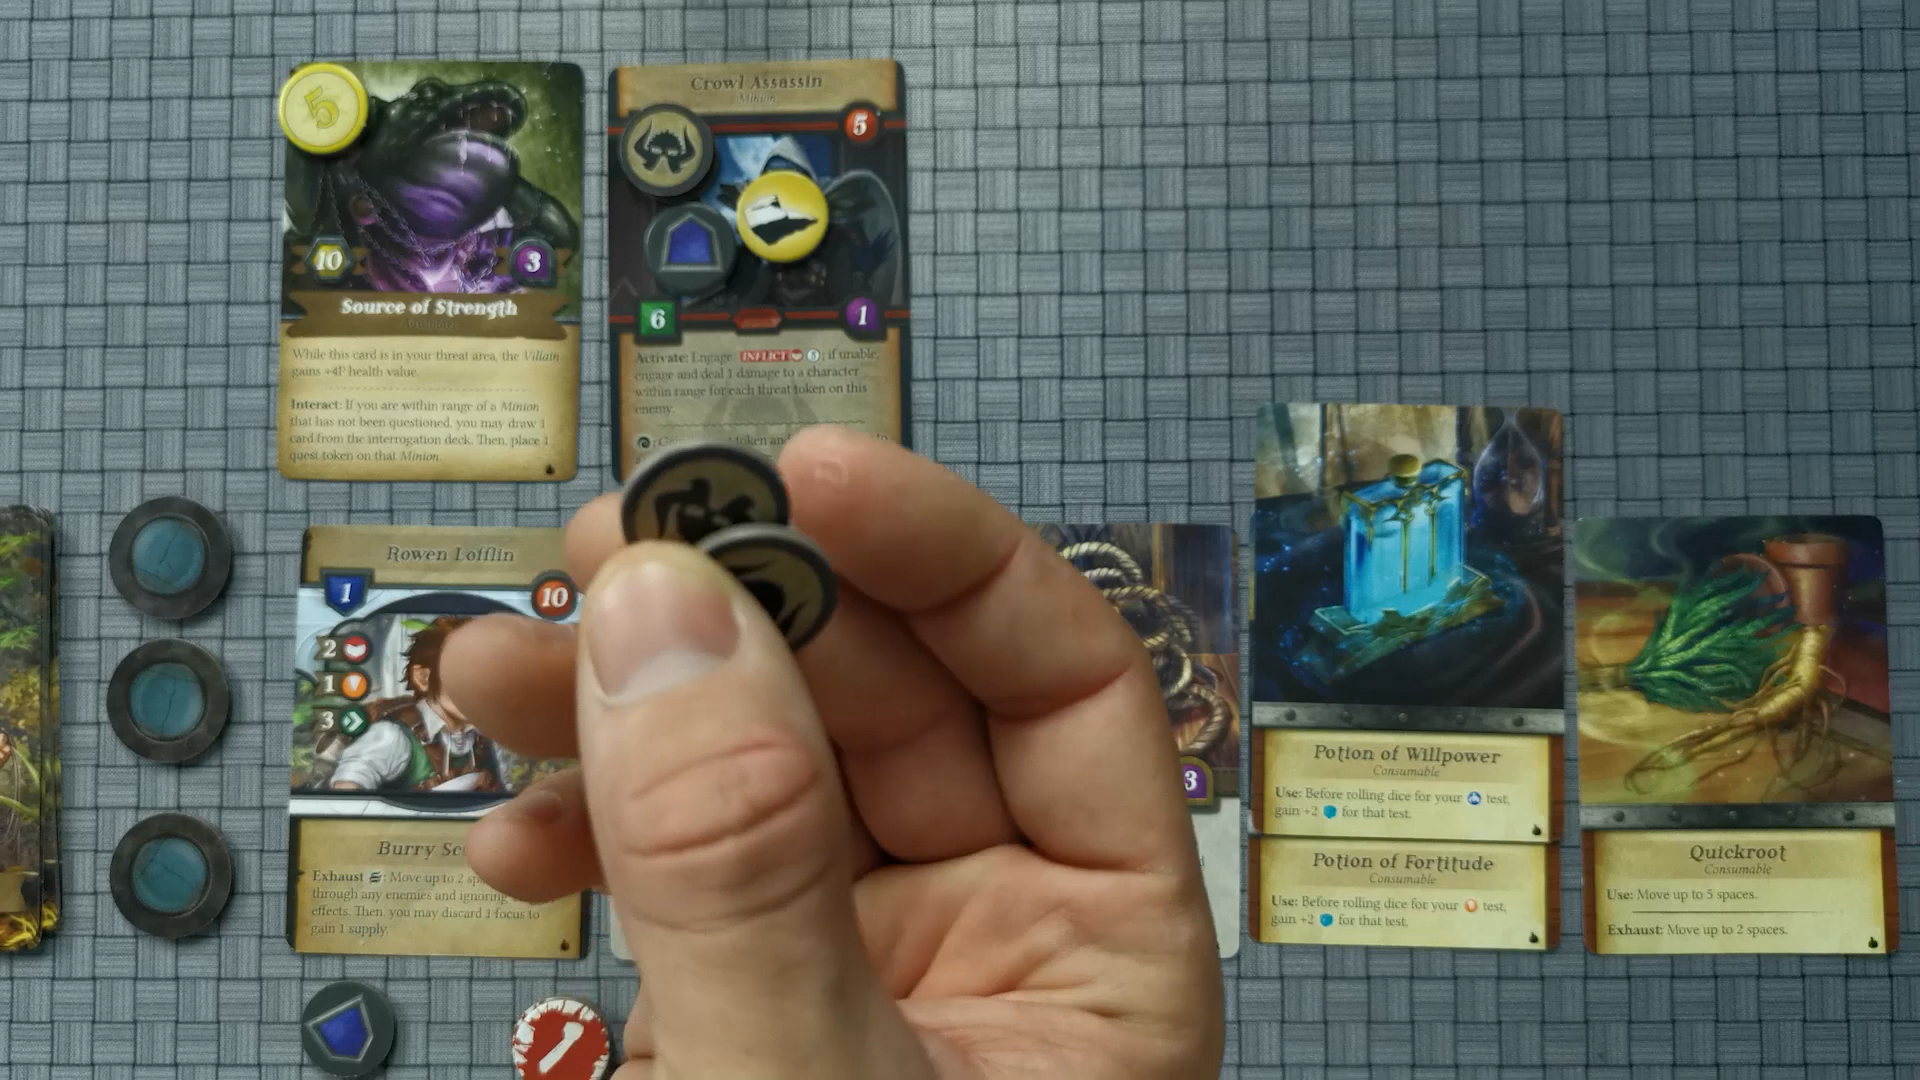 5
10
3
Source of Strength
While this card is in your threat area, the Villain
gains +4P health value.
Interact: If you are within range of a Minion
that has not been questioned, you may draw 1
card from the interrogation deck. Then, place 1
quest token on that Minion.
Crowl Assassin
Minion
5
6
1
Activate: Engage. INFLICT 5; if unable,
engage and deal 1 damage to a character
within range for each threat token on this
enemy.
token and
Rowen Lofflin
1
10
2
1
3
Burry
Exhaust : Move up to 2
through any enemies and ignoring
effects. Then, you may discard 1 focus to
gain 1 supply.
3
Potion of Willpower
Consumable
Use: Before rolling dice for your test,
gain +2 for that test.
Potion of Fortitude
Consumable
Use: Before rolling dice for your test,
gain +2 for that test.
Quickroot
Consumable
Use: Move up to 5 spaces.
Exhaust: Move up to 2 spaces.